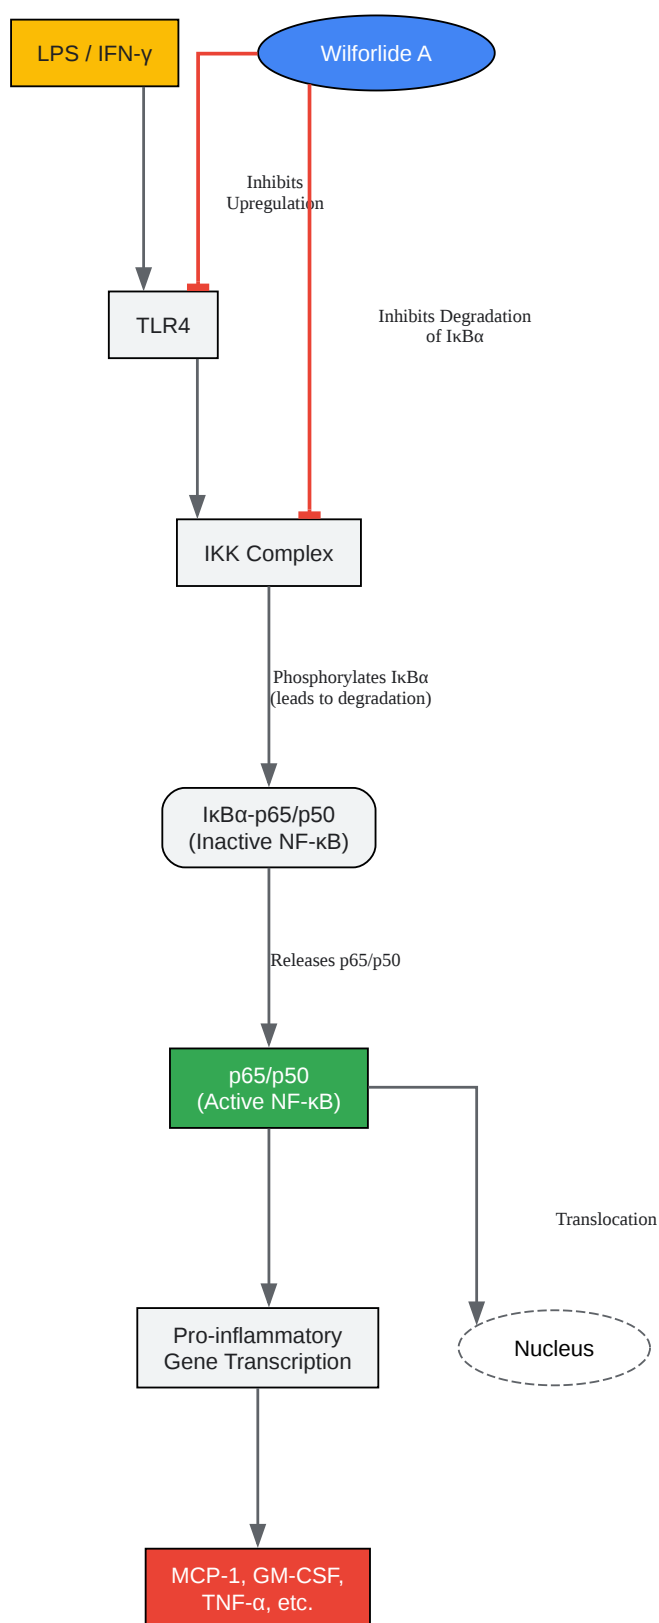 LPS / IFN-γ
Wilforlide A
Inhibits
Upregulation
Inhibits Degradation
of IκBα
TLR4
IKK Complex
Phosphorylates IκBα
(leads to degradation)
IκBα-p65/p50
(Inactive NF-κB)
Releases p65/p50
p65/p50
(Active NF-κB)
Translocation
Pro-inflammatory
Gene Transcription
Nucleus
MCP-1, GM-CSF,
TNF-α, etc.